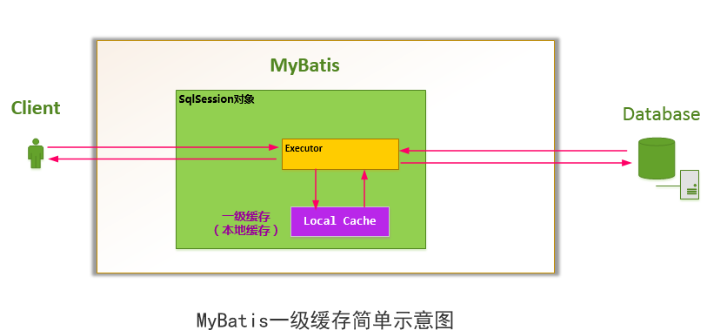 MyBatis
SqlSession对象
Client
Database
Executor
一级缓存
（本地缓存）
Local Cache
MyBatis一级缓存简单示意图